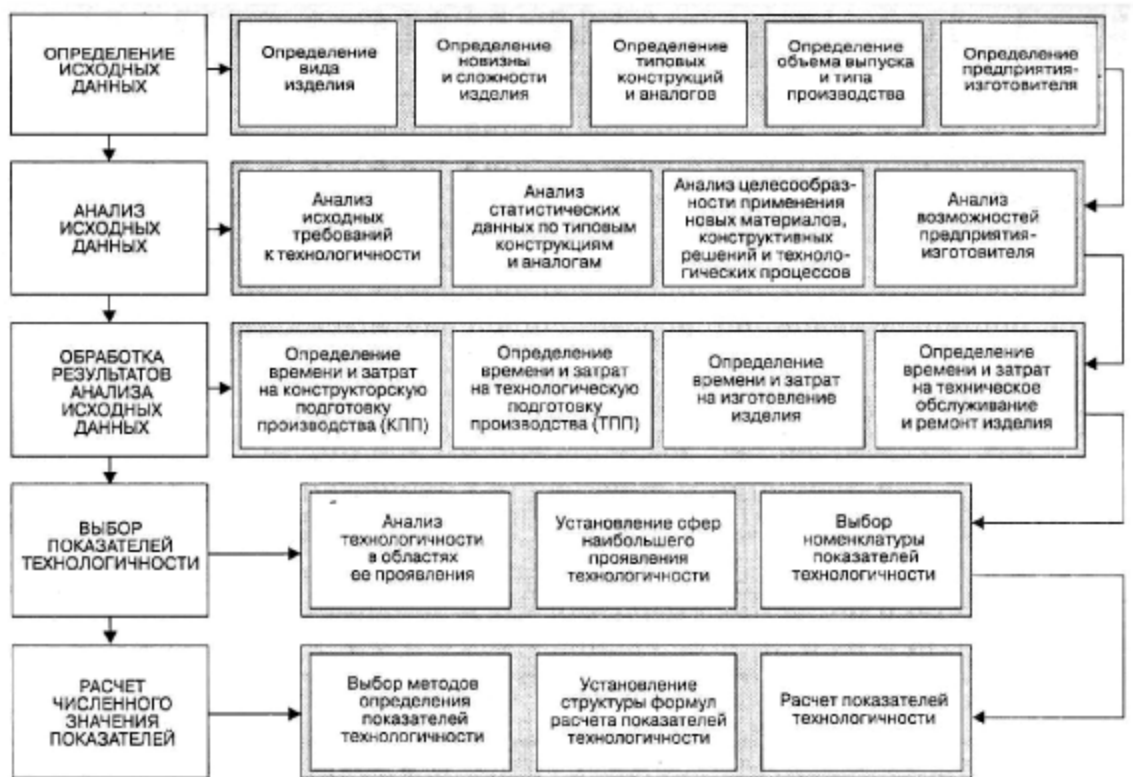 ОПРЕДЕЛЕНИЕ
ИСХОДНЫХ
ДАННЫХ
Определение
вида
изделия
Определение
новизны
и сложности
изделия
Определение
типовых
конструкций
и аналогов
Определение
объема выпуска
и типа
производства
Определение
предприятия-
изготовителя
АНАЛИЗ
ИСХОДНЫХ
ДАННЫХ
Анализ
исходных
требований
к технологичности
Анализ
статистических
данных по типовым
конструкциям
и аналогам
Анализ целесообраз-
ности применения
новых материалов,
конструктивных
решений и техноло-
гических процессов
Анализ
возможностей
предприятия-
изготовителя
ОБРАБОТКА
РЕЗУЛЬТАТОВ
АНАЛИЗА
ИСХОДНЫХ
ДАННЫХ
Определение
времени и затрат
на конструкторскую
подготовку
производства (КПП)
Определение
времени и затрат
на технологическую
подготовку
производства (ТПП)
Определение
времени и затрат
на изготовление
изделия
Определение
времени и затрат
на техническое
обслуживание
и ремонт изделия
ВЫБОР
ПОКАЗАТЕЛЕЙ
ТЕХНОЛОГИЧНОСТИ
Анализ
технологичности
в областях
ее проявления
Установление сфер
наибольшего
проявления
технологичности
Выбор
номенклатуры
показателей
технологичности
РАСЧЕТ
ЧИСЛЕННОГО
ЗНАЧЕНИЯ
ПОКАЗАТЕЛЕЙ
Выбор методов
определения
показателей
технологичности
Установление
структуры формул
расчета показателей
технологичности
Расчет показателей
технологичности